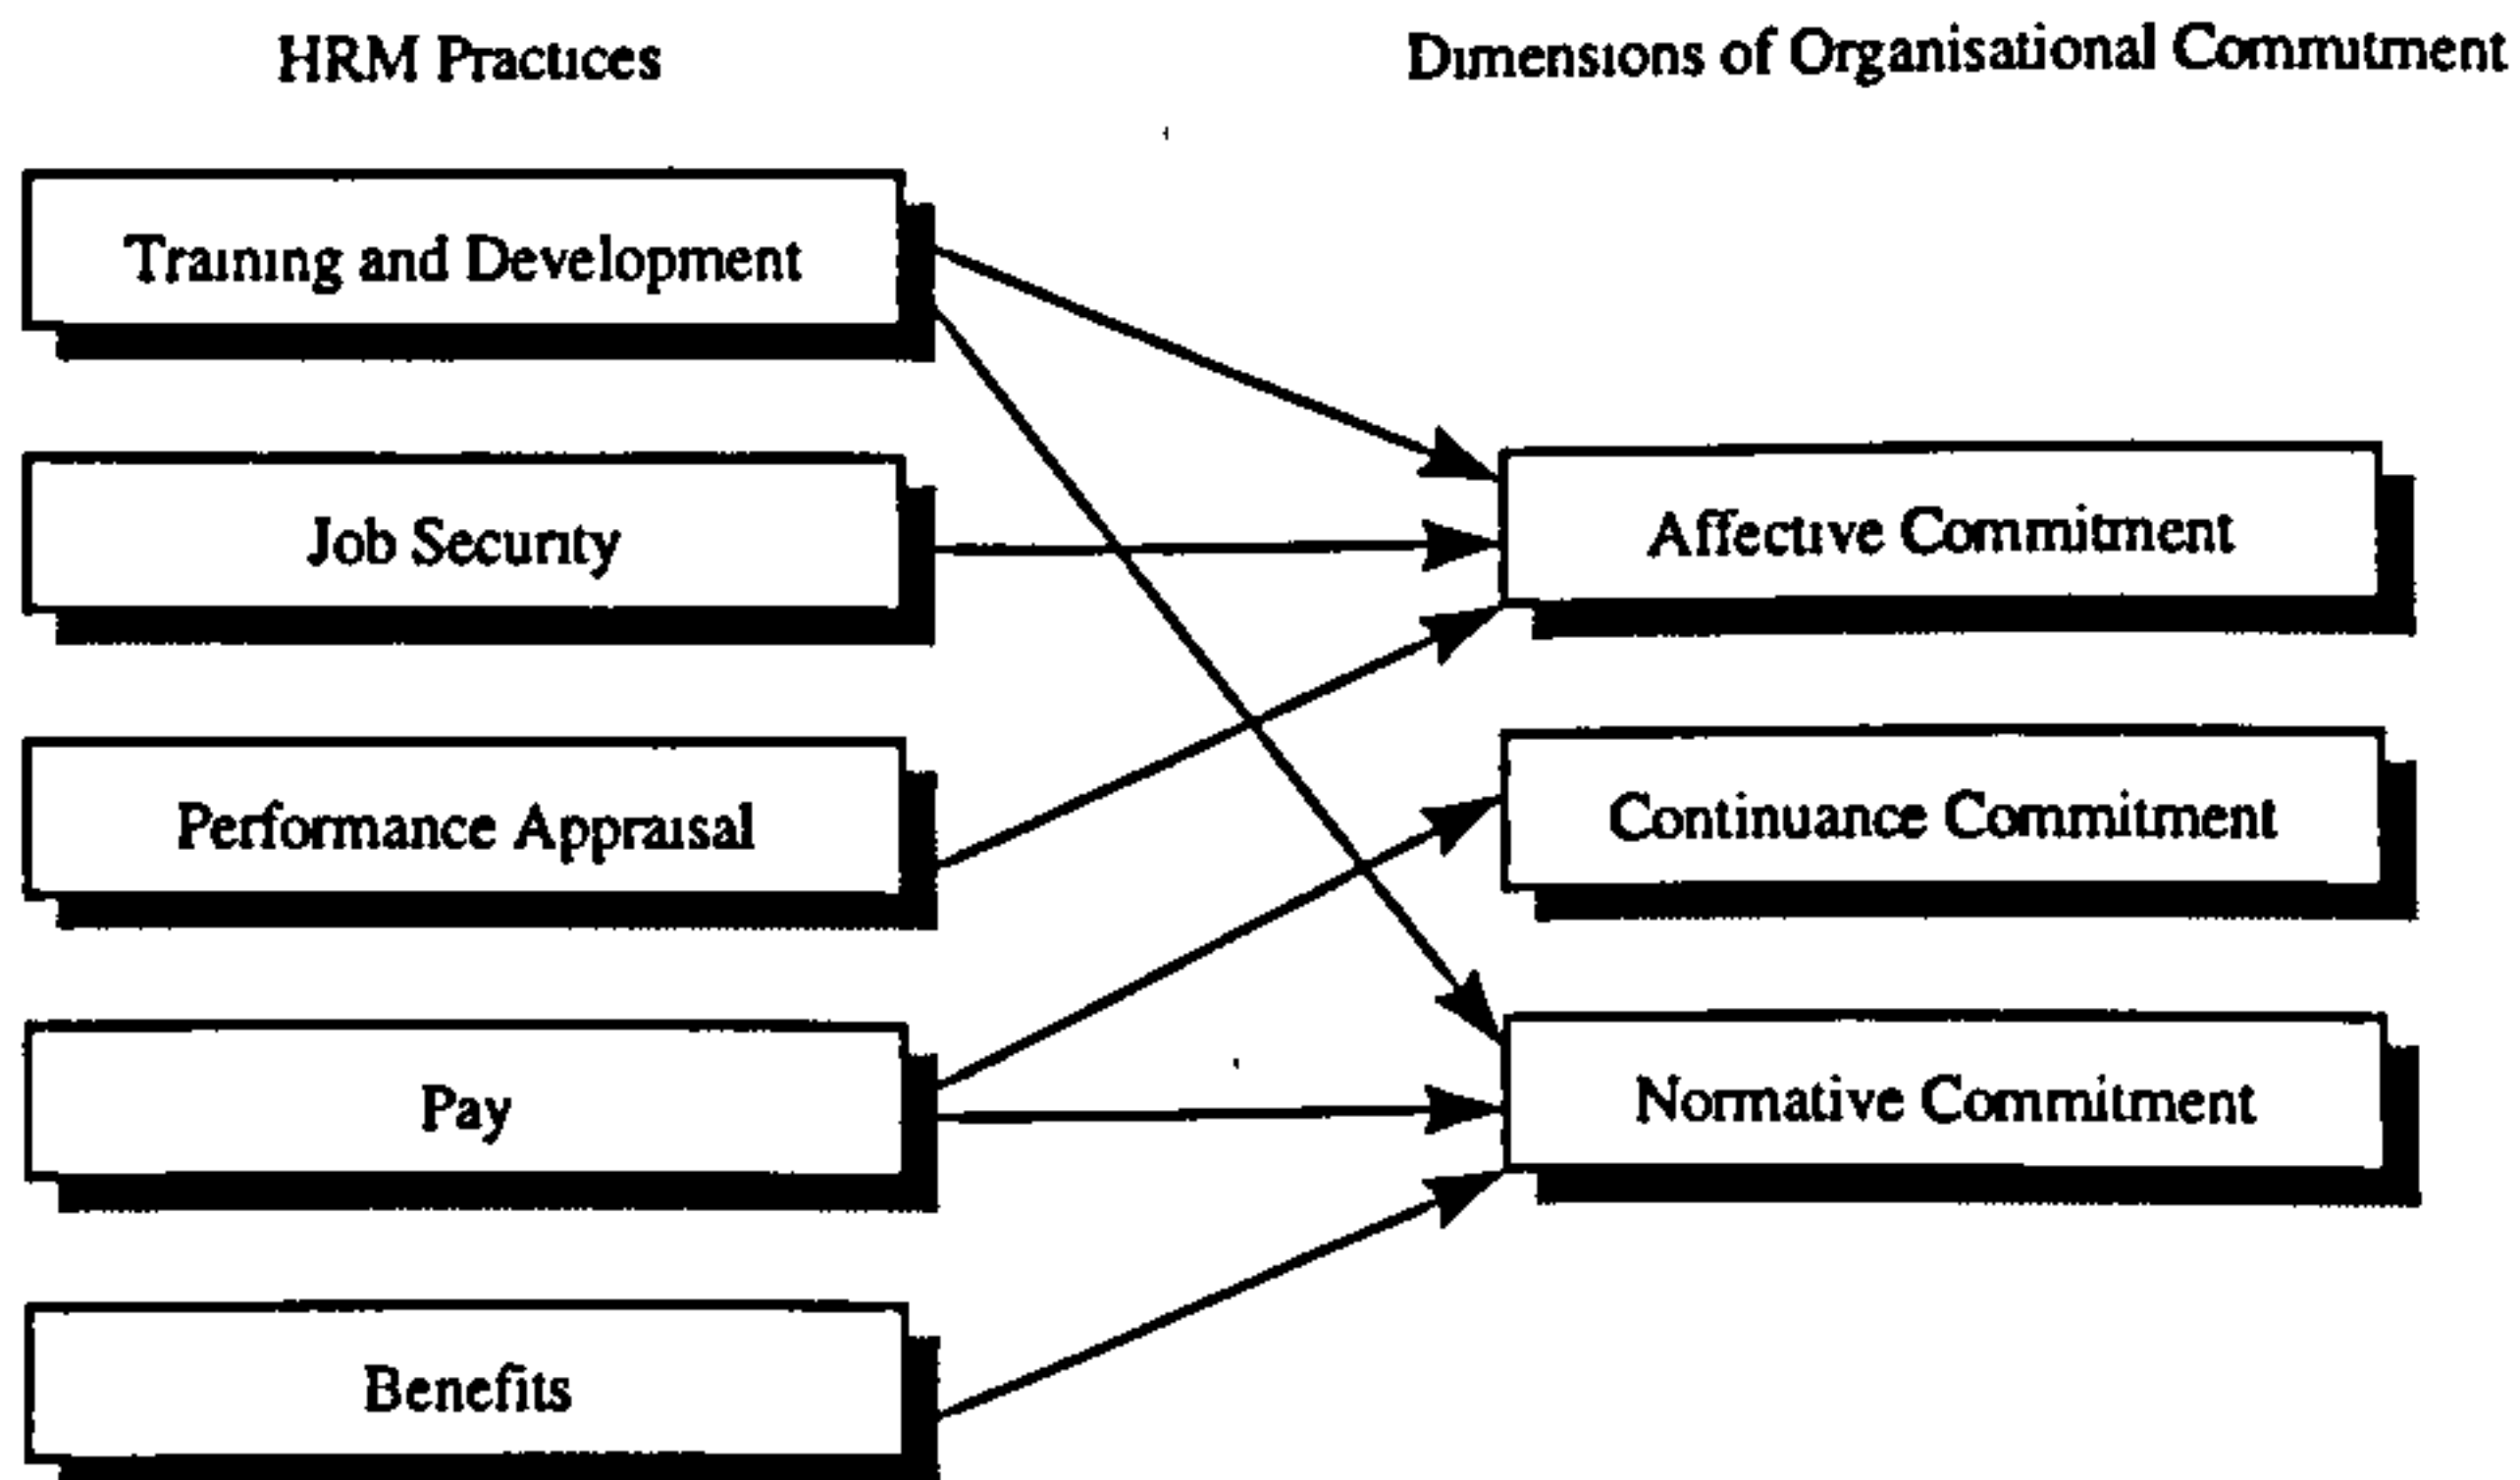 HRM Practices
Dimensions of Organisational Commitment
Training and Development
Job Security
Performance Appraisal
Pay
Benefits
Affective Commitment
Continuance Commitment
Normative Commitment